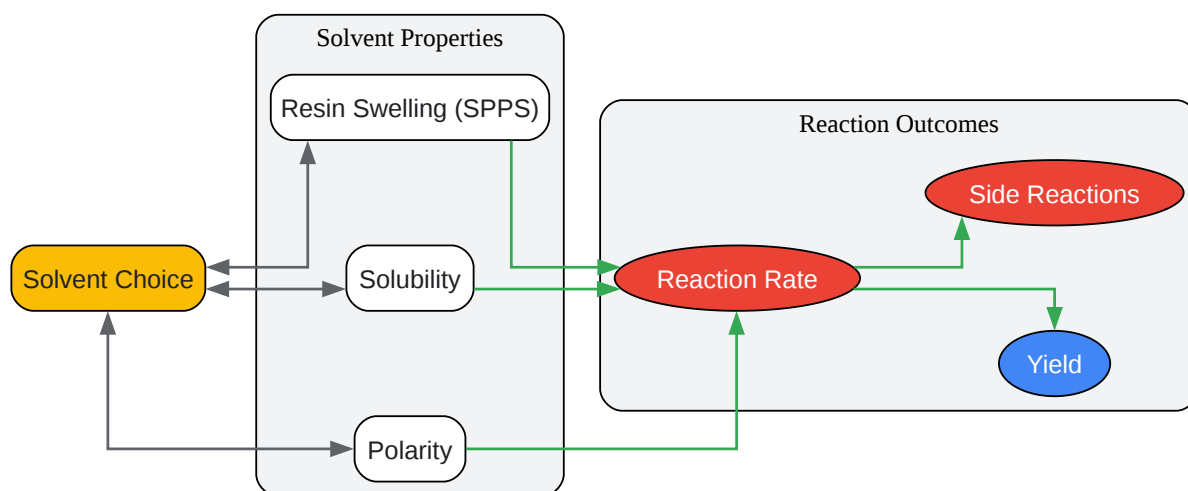 Solvent Properties
Resin Swelling (SPPS)
Reaction Outcomes
Side Reactions
Solvent Choice
Solubility
Reaction Rate
Yield
Polarity